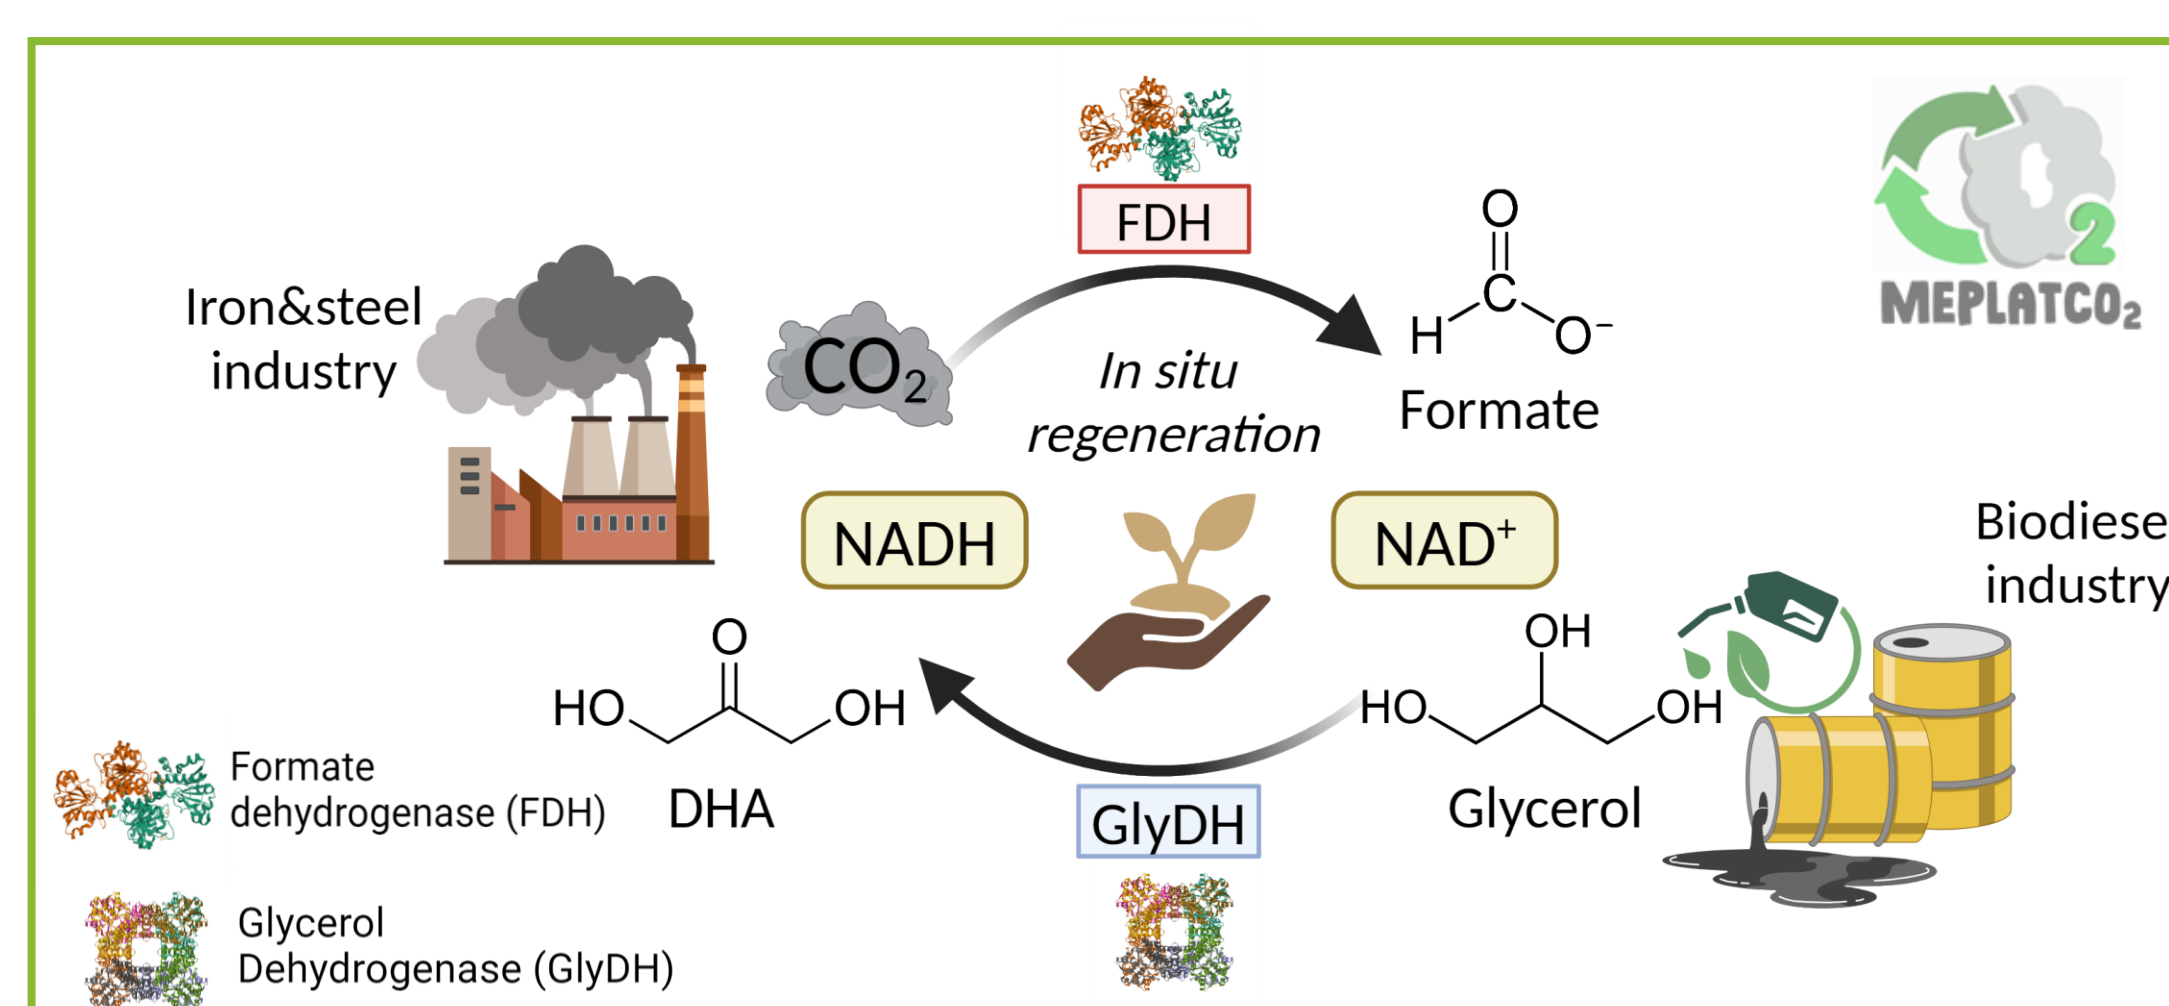 FDH
O
C
H
O⁻
Formate
MEPLATCO₂
Iron&steel
industry
CO₂
In situ
regeneration
NADH
NAD⁺
Biodiese
industry
O
HO
OH
DHA
OH
HO
OH
Glycerol
GlyDH
Formate
dehydrogenase (FDH)
Glycerol
Dehydrogenase (GlyDH)
2